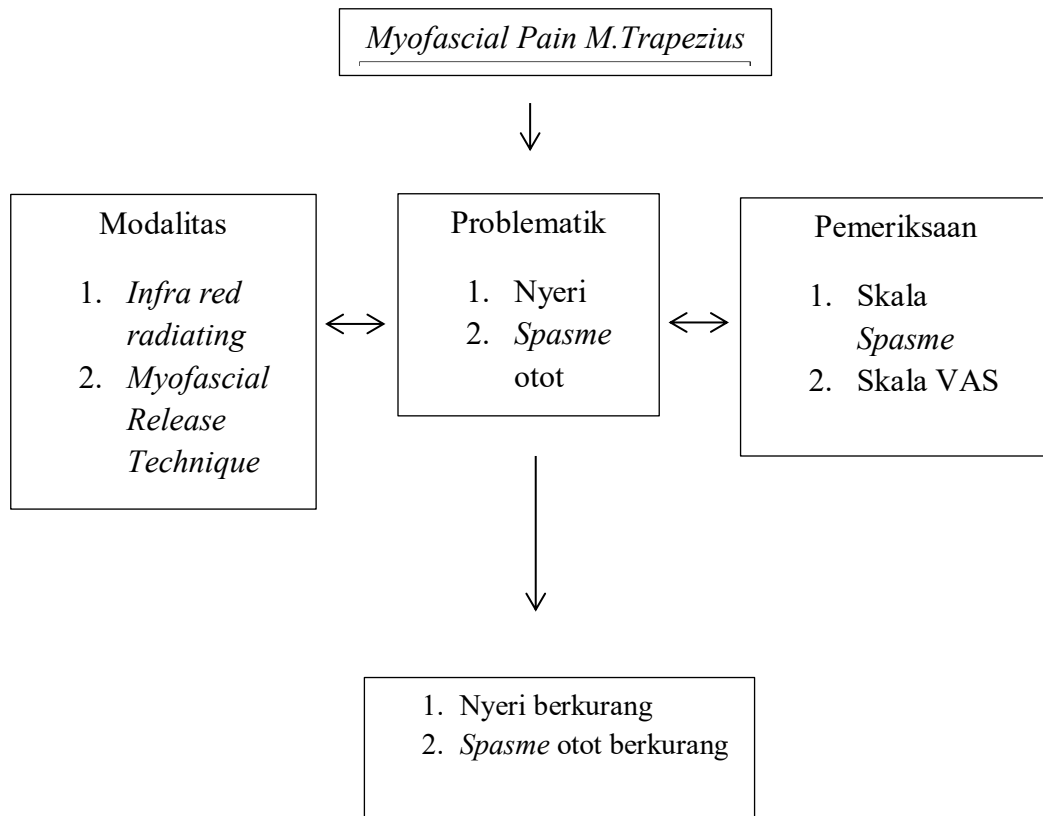 Myofascial Pain M.Trapezius
Modalitas
1. Infra red
radiating
2. Myofascial
Release
Technique
Problematik
1. Nyeri
2. Spasme
otot
Pemeriksaan
1. Skala
Spasme
2. Skala VAS
1. Nyeri berkurang
2. Spasme otot berkurang